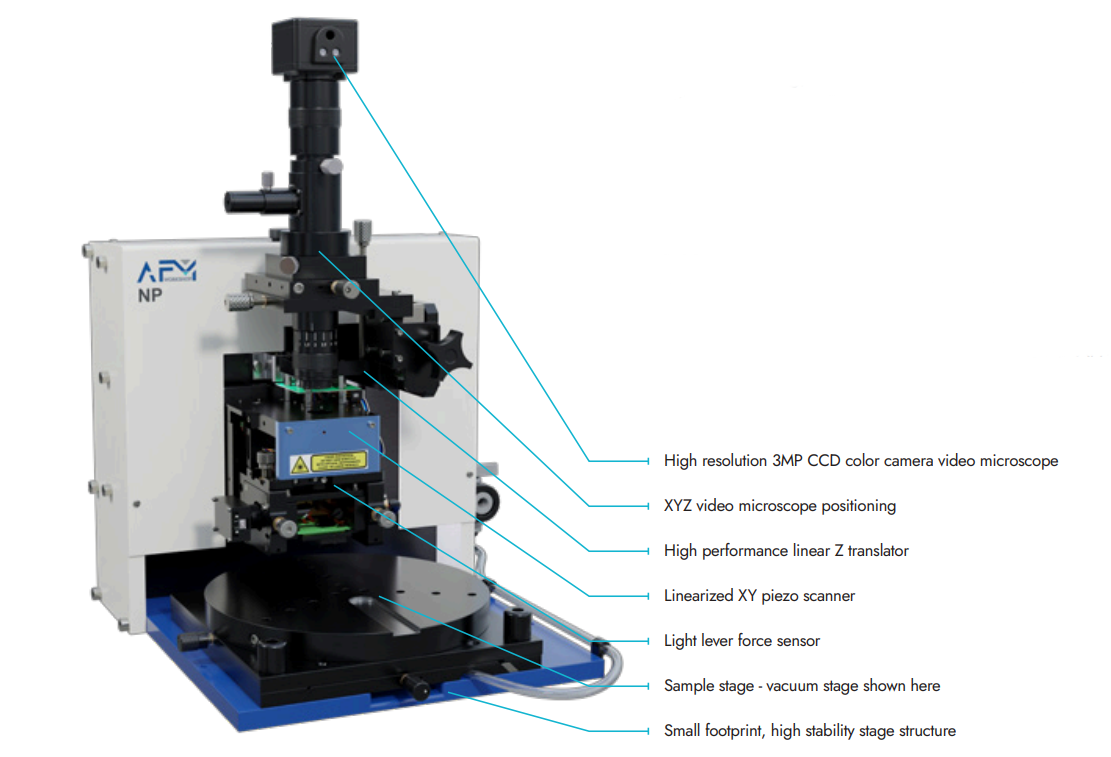 AFM
WORKSHOP
NP
High resolution 3MP CCD color camera video microscope
XYZ video microscope positioning
High performance linear Z translator
Linearized XY piezo scanner
Light lever force sensor
Sample stage - vacuum stage shown here
Small footprint, high stability stage structure